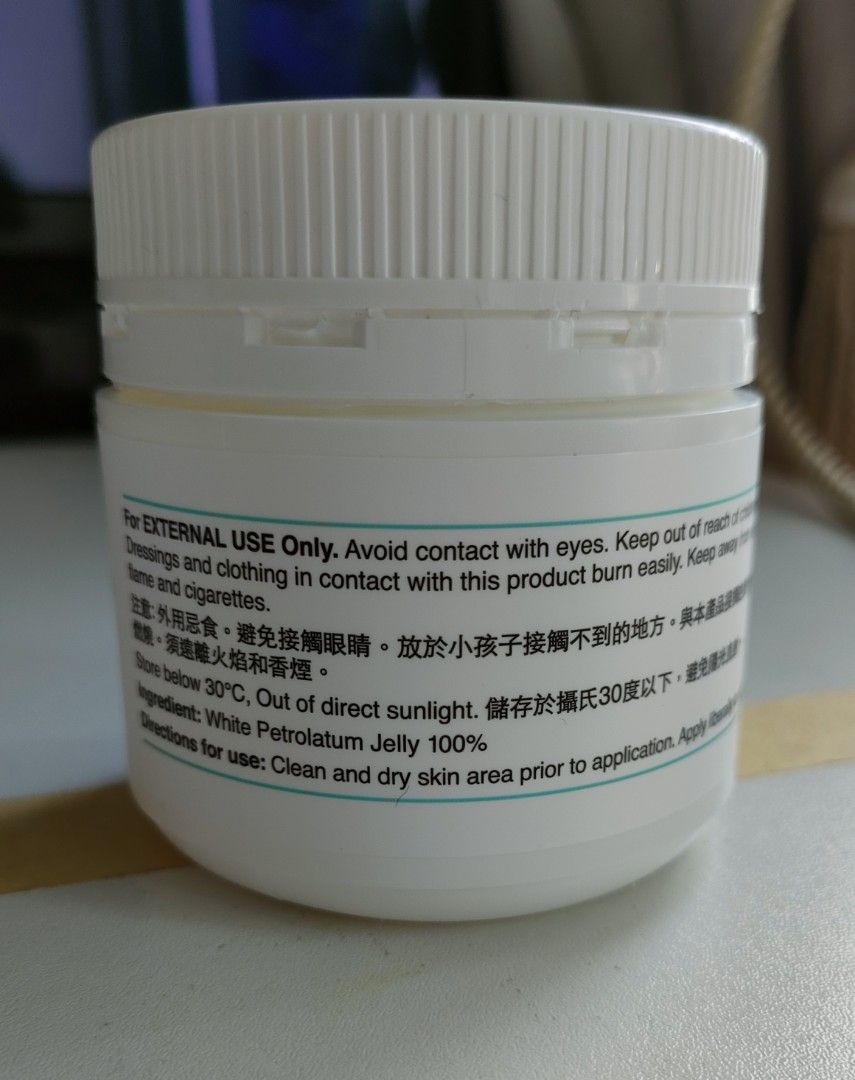 For EXTERNAL USE Only. Avoid contact with eyes. Keep out of reach of
Dressings and clothing in contact with this product burn easily. Keep away
flame and cigarettes.
注意: 外用忌食。避免接觸眼睛。放於小孩子接觸不到的地方。與本產品接觸
燃燒。須遠離火焰和香煙。
Store below 30°C, Out of direct sunlight. 儲存於攝氏30度以下，避免陽光
Ingredient: White Petrolatum Jelly 100%
Directions for use: Clean and dry skin area prior to application. Apply